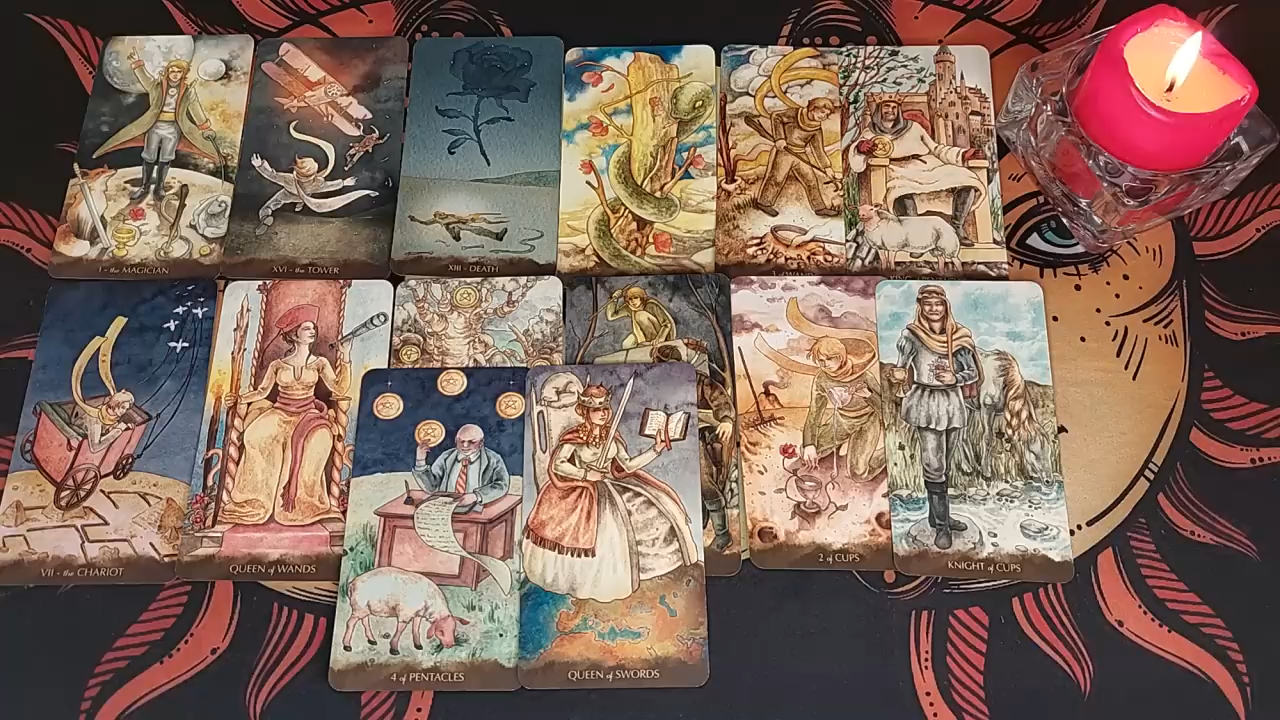 I - the MAGICIAN
XVI - the TOWER
XIII - DEATH
VII - the CHARIOT
QUEEN of WANDS
2 of CUPS
KNIGHT of CUPS
4 of PENTACLES
QUEEN of SWORDS